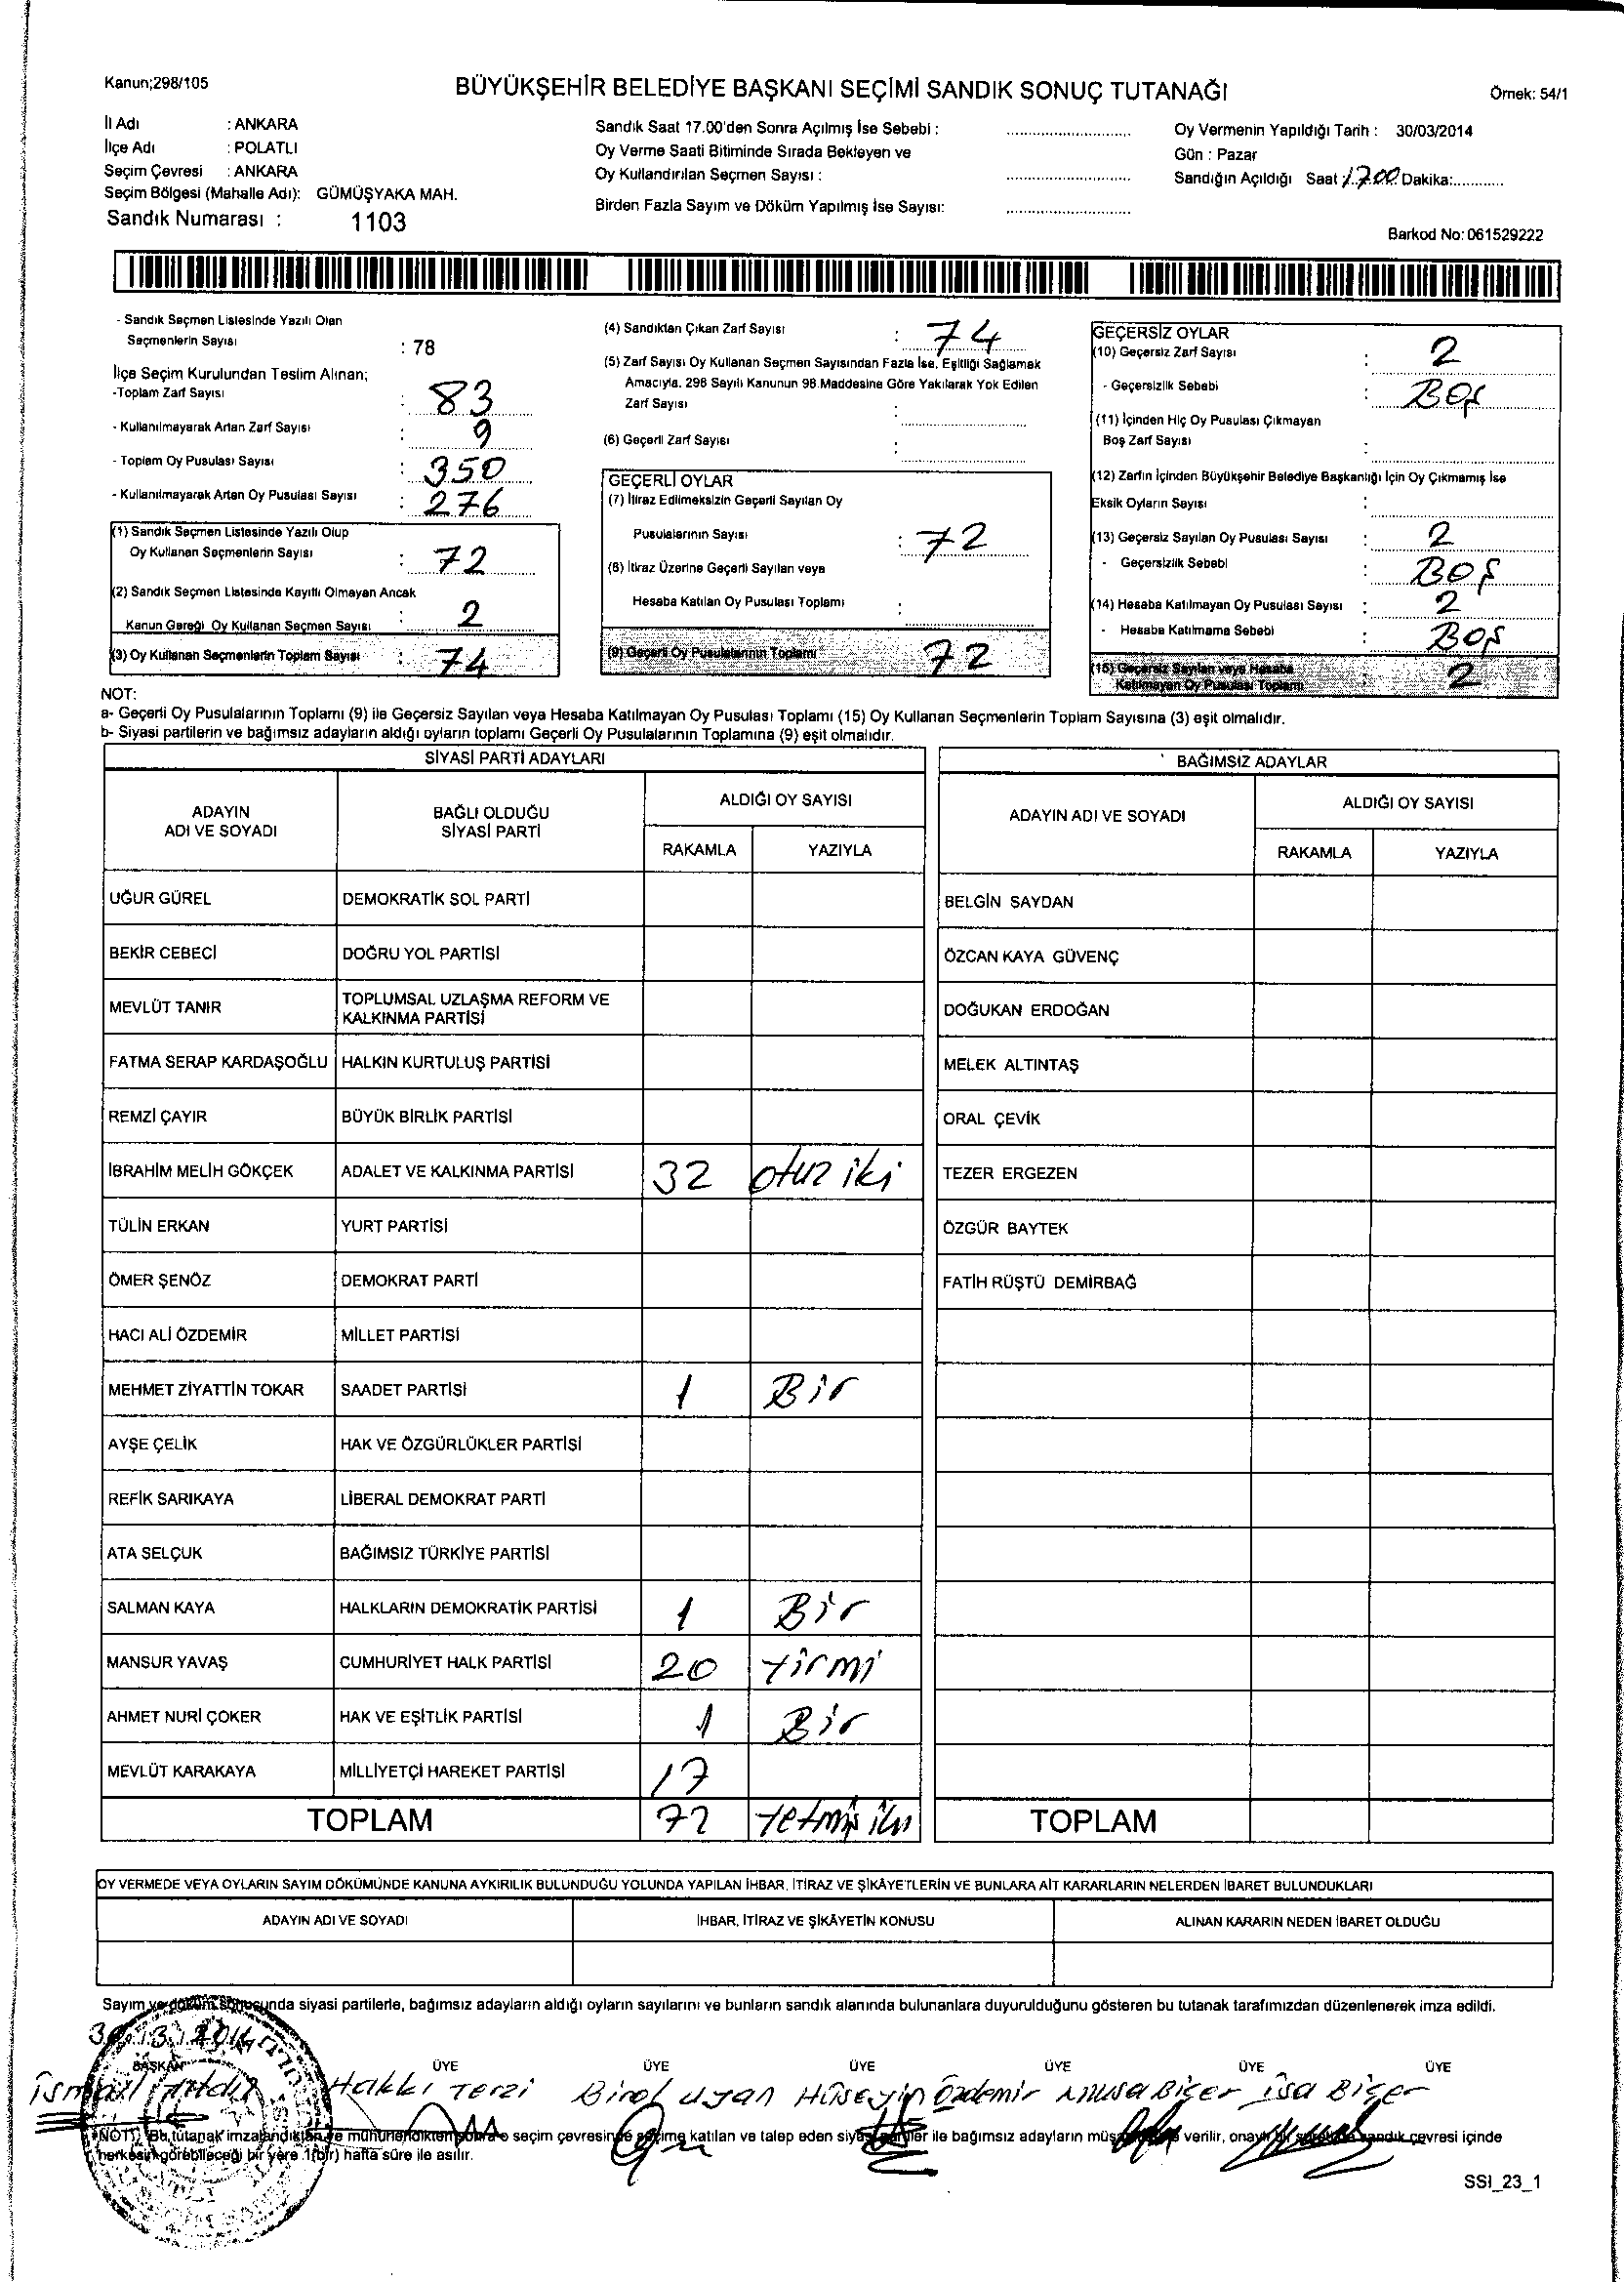 Kanun;298/105
BÜYÜKŞEHİR BELEDİYE BAŞKANI SEÇİMİ SANDIK SONUÇ TUTANAĞI
Örnek: 54/1
İl Adı : ANKARA
İlçe Adı : POLATLI
Seçim Çevresi : ANKARA
Seçim Bölgesi (Mahalle Adı): GÜMÜŞYAKA MAH.
Sandık Numarası : 1103
Sandık Saat 17.00'den Sonra Açılmış İse Sebebi :
Oy Verme Saati Bitiminde Sırada Bekleyen ve
Oy Kullandırılan Seçmen Sayısı :
Birden Fazla Sayım ve Döküm Yapılmış İse Sayısı:
Oy Vermenin Yapıldığı Tarih : 30/03/2014
Gün : Pazar
Sandığın Açıldığı Saat 17.00 Dakika:
Barkod No: 061529222
- Sandık Seçmen Listesinde Yazılı Olan
Seçmenlerin Sayısı : 78
İlçe Seçim Kurulundan Teslim Alınan;
-Toplam Zarf Sayısı : 83
- Kullanılmayarak Artan Zarf Sayısı : 9
- Toplam Oy Pusulası Sayısı : 350
- Kullanılmayarak Artan Oy Pusulası Sayısı : 276
(1) Sandık Seçmen Listesinde Yazılı Olup
Oy Kullanan Seçmenlerin Sayısı : 72
(2) Sandık Seçmen Listesinde Kayıtlı Olmayan Ancak
Kanun Gereği Oy Kullanan Seçmen Sayısı : 2
(3) Oy Kullanan Seçmenlerin Toplam Sayısı : 74
(4) Sandıktan Çıkan Zarf Sayısı : 74
(5) Zarf Sayısı Oy Kullanan Seçmen Sayısından Fazla İse, Eşitliği Sağlamak
Amacıyla, 298 Sayılı Kanunun 98.Maddesine Göre Yakılarak Yok Edilen
Zarf Sayısı :
(6) Geçerli Zarf Sayısı :
GEÇERLİ OYLAR
(7) İtiraz Edilmeksizin Geçerli Sayılan Oy
Pusulalarının Sayısı : 72
(8) İtiraz Üzerine Geçerli Sayılan veya
Hesaba Katılan Oy Pusulası Toplamı :
(9) Geçerli Oy Pusulalarının Toplamı 72
GEÇERSİZ OYLAR
(10) Geçersiz Zarf Sayısı : 2
- Geçersizlik Sebebi : Boş
(11) İçinden Hiç Oy Pusulası Çıkmayan
Boş Zarf Sayısı :
(12) Zarfın İçinden Büyükşehir Belediye Başkanlığı İçin Oy Çıkmamış İse
Eksik Oyların Sayısı :
(13) Geçersiz Sayılan Oy Pusulası Sayısı : 2
- Geçersizlik Sebebi : Boş
(14) Hesaba Katılmayan Oy Pusulası Sayısı : 2
- Hesaba Katılmama Sebebi : Boş
(15) Geçersiz Sayılan veya Hesaba
Katılmayan Oy Pusulası Toplamı : 2
NOT:
a- Geçerli Oy Pusulalarının Toplamı (9) ile Geçersiz Sayılan veya Hesaba Katılmayan Oy Pusulası Toplamı (15) Oy Kullanan Seçmenlerin Toplam Sayısına (3) eşit olmalıdır.
b- Siyasi partilerin ve bağımsız adayların aldığı oyların toplamı Geçerli Oy Pusulalarının Toplamına (9) eşit olmalıdır.
SİYASİ PARTİ ADAYLARI
ADAYIN ADI VE SOYADI
BAĞLI OLDUĞU SİYASİ PARTİ
ALDIĞI OY SAYISI
RAKAMLA YAZIYLA
UĞUR GÜREL DEMOKRATİK SOL PARTİ
BEKİR CEBECİ DOĞRU YOL PARTİSİ
MEVLÜT TANIR TOPLUMSAL UZLAŞMA REFORM VE KALKINMA PARTİSİ
FATMA SERAP KARDAŞOĞLU HALKIN KURTULUŞ PARTİSİ
REMZİ ÇAYIR BÜYÜK BİRLİK PARTİSİ
İBRAHİM MELİH GÖKÇEK ADALET VE KALKINMA PARTİSİ 32 otuz iki
TÜLİN ERKAN YURT PARTİSİ
ÖMER ŞENÖZ DEMOKRAT PARTİ
HACI ALİ ÖZDEMİR MİLLET PARTİSİ
MEHMET ZİYATTİN TOKAR SAADET PARTİSİ 1 Bir
AYŞE ÇELİK HAK VE ÖZGÜRLÜKLER PARTİSİ
REFİK SARIKAYA LİBERAL DEMOKRAT PARTİ
ATA SELÇUK BAĞIMSIZ TÜRKİYE PARTİSİ
SALMAN KAYA HALKLARIN DEMOKRATİK PARTİSİ 1 Bir
MANSUR YAVAŞ CUMHURİYET HALK PARTİSİ 20 Yirmi
AHMET NURİ ÇOKER HAK VE EŞİTLİK PARTİSİ 1 Bir
MEVLÜT KARAKAYA MİLLİYETÇİ HAREKET PARTİSİ 17
TOPLAM 72 Yetmiş iki
BAĞIMSIZ ADAYLAR
ADAYIN ADI VE SOYADI
ALDIĞI OY SAYISI
RAKAMLA YAZIYLA
BELGİN SAYDAN
ÖZCAN KAYA GÜVENÇ
DOĞUKAN ERDOĞAN
MELEK ALTINTAŞ
ORAL ÇEVİK
TEZER ERGEZEN
ÖZGÜR BAYTEK
FATİH RÜŞTÜ DEMİRBAĞ
TOPLAM
OY VERMEDE VEYA OYLARIN SAYIM DÖKÜMÜNDE KANUNA AYKIRILIK BULUNDUĞU YOLUNDA YAPILAN İHBAR, İTİRAZ VE ŞİKÂYETLERİN VE BUNLARA AİT KARARLARIN NELERDEN İBARET BULUNDUKLARI
ADAYIN ADI VE SOYADI
İHBAR, İTİRAZ VE ŞİKÂYETİN KONUSU
ALINAN KARARIN NEDEN İBARET OLDUĞU
Sayım ve döküm sonucunda siyasi partilerle, bağımsız adayların aldığı oyların sayılarını ve bunların sandık alanında bulunanlara duyurulduğunu gösteren bu tutanak tarafımızdan düzenlenerek imza edildi.
30.3.2014
BAŞKAN ÜYE ÜYE ÜYE ÜYE ÜYE ÜYE
İsmail Hakkı Terzi Birol Uyan Hüseyin Özdemir Musa Biçer İsa Biçer
NOT: Bu tutanak imzalandıktan ve mühürlendikten sonra o seçim çevresinde seçime katılan ve talep eden siyasi partiler ile bağımsız adayların verilir, sandık çevresi içinde
herkesin görebileceği bir yere 1(bir) hafta süre ile asılır.
SSI_23_1